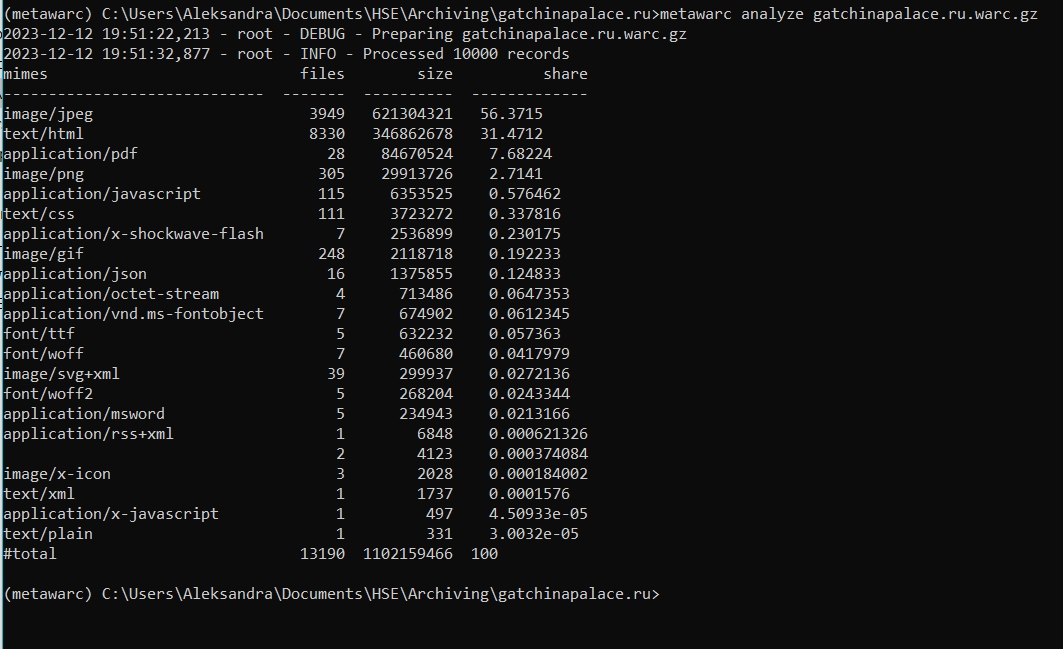 (metawarc) C:\Users\Aleksandra\Documents\HSE\Archiving\gatchinapalace.ru>metawarc analyze gatchinapalace.ru.warc.gz
2023-12-12 19:51:22,213 - root - DEBUG - Preparing gatchinapalace.ru.warc.gz
2023-12-12 19:51:32,877 - root - INFO - Processed 10000 records
mimes                          files        size          share
-----------------------------  -------  ----------  -------------
image/jpeg                      3949   621304321   56.3715
text/html                       8330   346862678   31.4712
application/pdf                   28    84670524    7.68224
image/png                        305    29913726    2.7141
application/javascript           115     6353525    0.576462
text/css                         111     3723272    0.337816
application/x-shockwave-flash      7     2536899    0.230175
image/gif                        248     2118718    0.192233
application/json                  16     1375855    0.124833
application/octet-stream           4      713486    0.0647353
application/vnd.ms-fontobject      7      674902    0.0612345
font/ttf                           5      632232    0.057363
font/woff                          7      460680    0.0417979
image/svg+xml                     39      299937    0.0272136
font/woff2                         5      268204    0.0243344
application/msword                 5      234943    0.0213166
application/rss+xml                1        6848    0.000621326
                                   2        4123    0.000374084
image/x-icon                       3        2028    0.000184002
text/xml                           1        1737    0.0001576
application/x-javascript           1         497    4.50933e-05
text/plain                         1         331    3.0032e-05
#total                         13190  1102159466  100
(metawarc) C:\Users\Aleksandra\Documents\HSE\Archiving\gatchinapalace.ru>